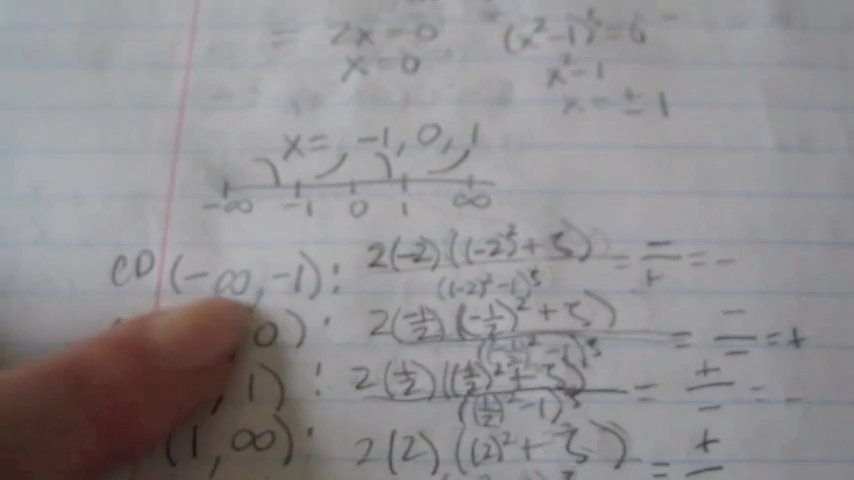 = 2x=0 (x²-1)³=0
x=0 x²-1
x=±1
x=, -1, 0, 1
-∞ -1 0 1 ∞
CD (-∞,-1): 2(-2)((-2)²+3) / ((-2)²-1)³ = -/+ = -
0): 2(-1/2)(-1/2)²+3) / ((-1/2)²-1)³ = -/- = +
, 1): 2(1/2)((1/2)²+3) / ((1/2)²-1)³ = +/- = -
(1, ∞): 2(2)((2)²+3) = +/